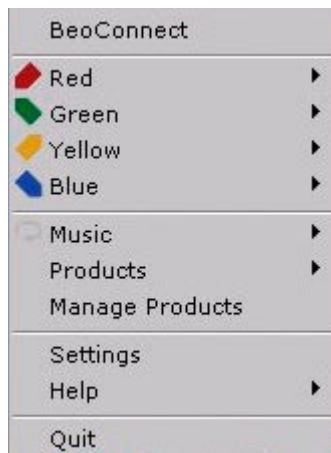 BeoConnect
Red
Green
Yellow
Blue
Music
Products
Manage Products
Settings
Help
Quit